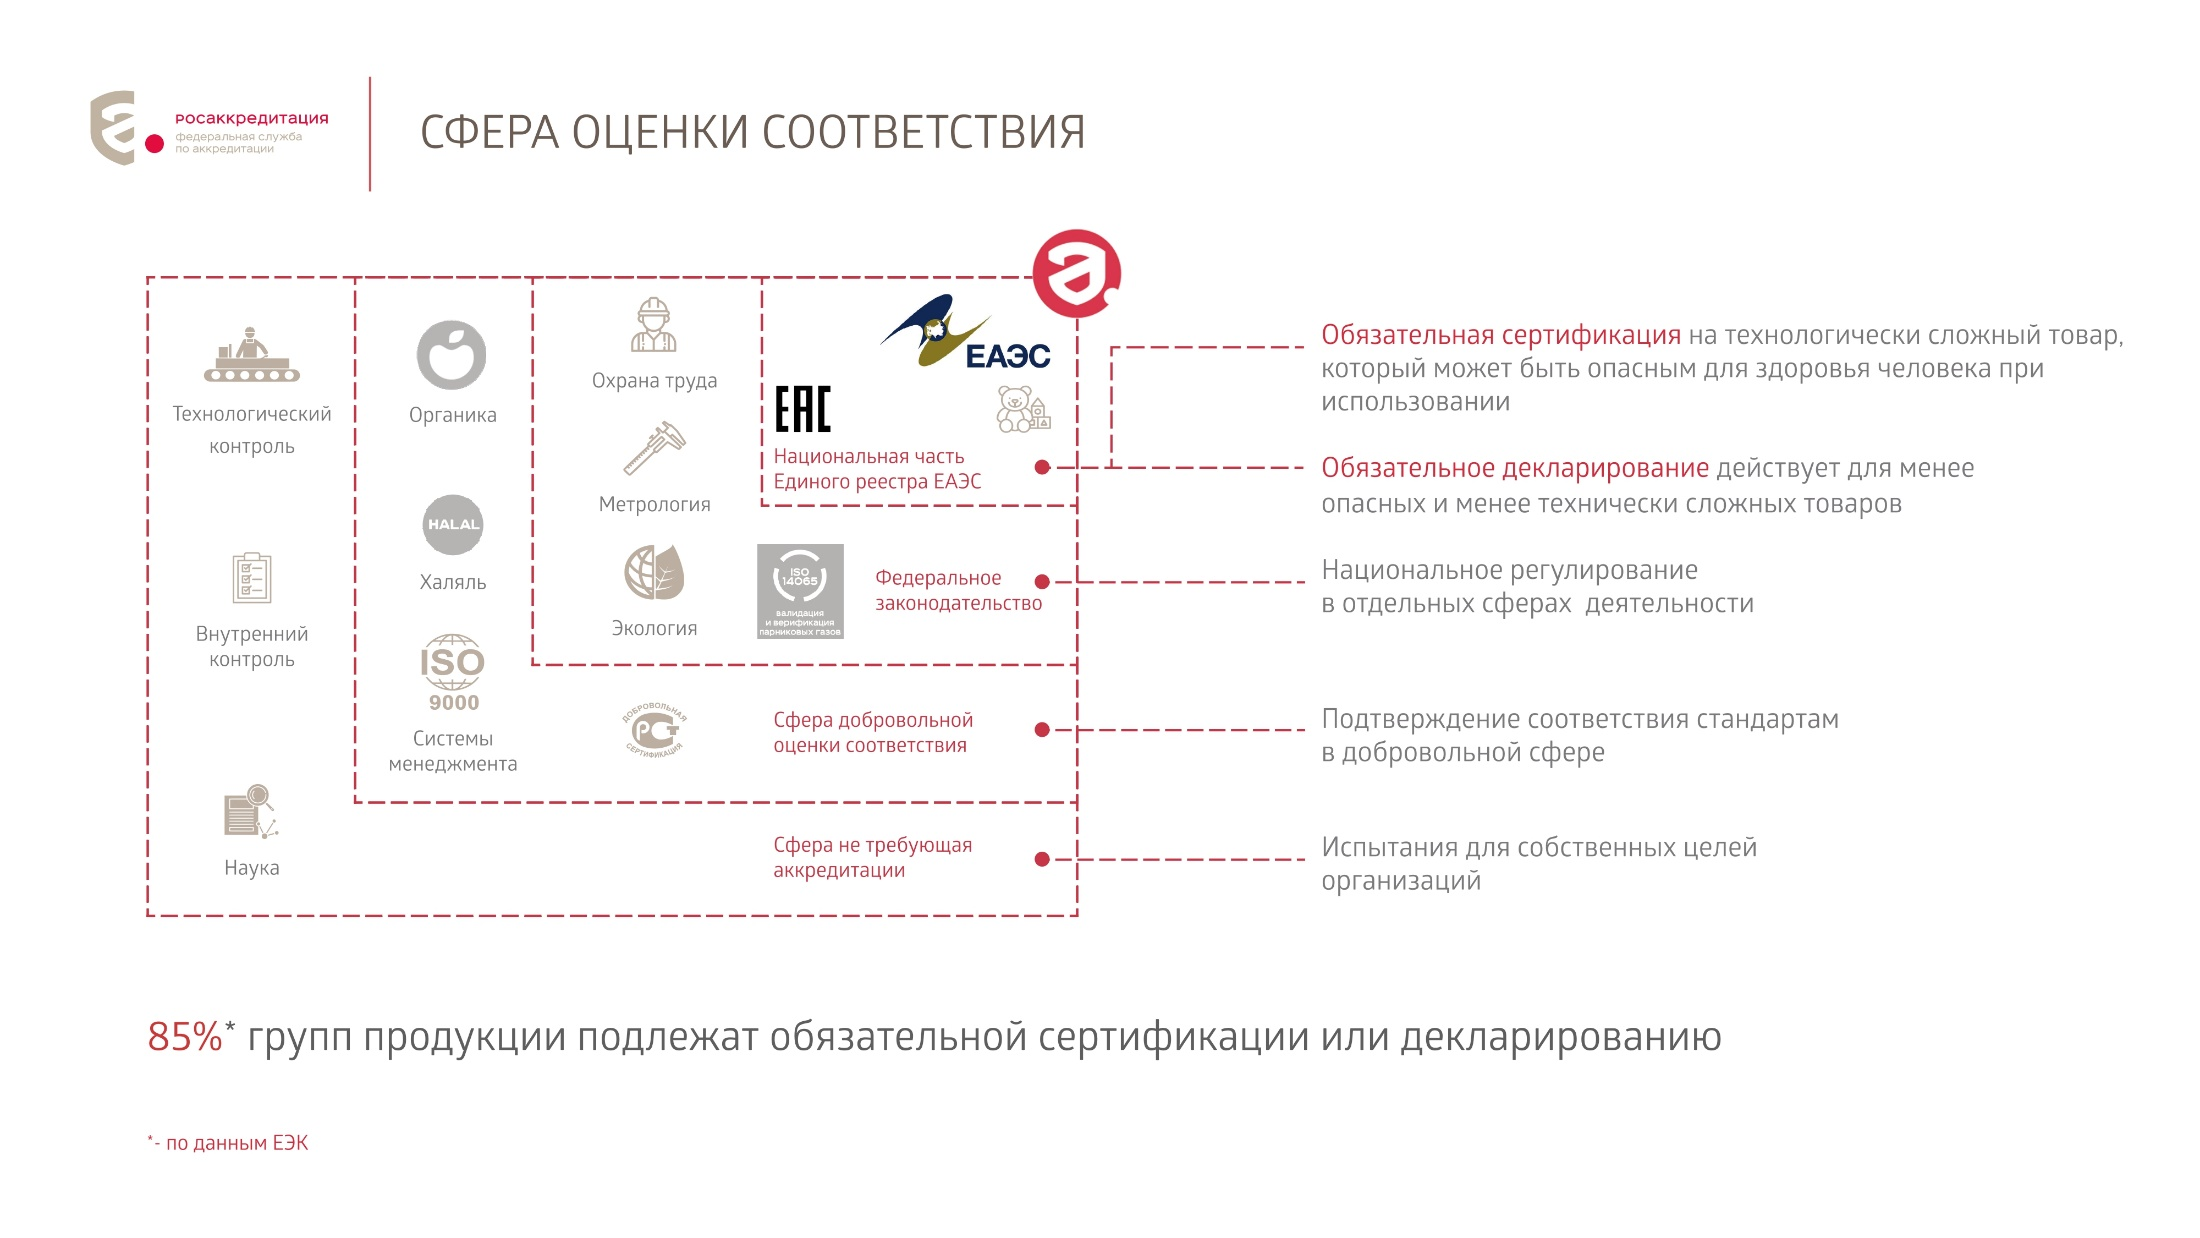 росаккредитация
федеральная служба
по аккредитации
СФЕРА ОЦЕНКИ СООТВЕТСТВИЯ
Технологический
контроль
Внутренний
контроль
Наука
Органика
HALAL
Халяль
ISO
9000
Системы
менеджмента
Охрана труда
Метрология
Экология
ДОБРОВОЛЬНАЯ
РСТ
СЕРТИФИКАЦИЯ
ЕАЭС
ЕАС
Национальная часть
Единого реестра ЕАЭС
ISO
14065
валидация
и верификация
парниковых газов
Федеральное
законодательство
Сфера добровольной
оценки соответствия
Сфера не требующая
аккредитации
Обязательная сертификация на технологически сложный товар,
который может быть опасным для здоровья человека при
использовании
Обязательное декларирование действует для менее
опасных и менее технически сложных товаров
Национальное регулирование
в отдельных сферах деятельности
Подтверждение соответствия стандартам
в добровольной сфере
Испытания для собственных целей
организаций
85%* групп продукции подлежат обязательной сертификации или декларированию
*- по данным ЕЭК